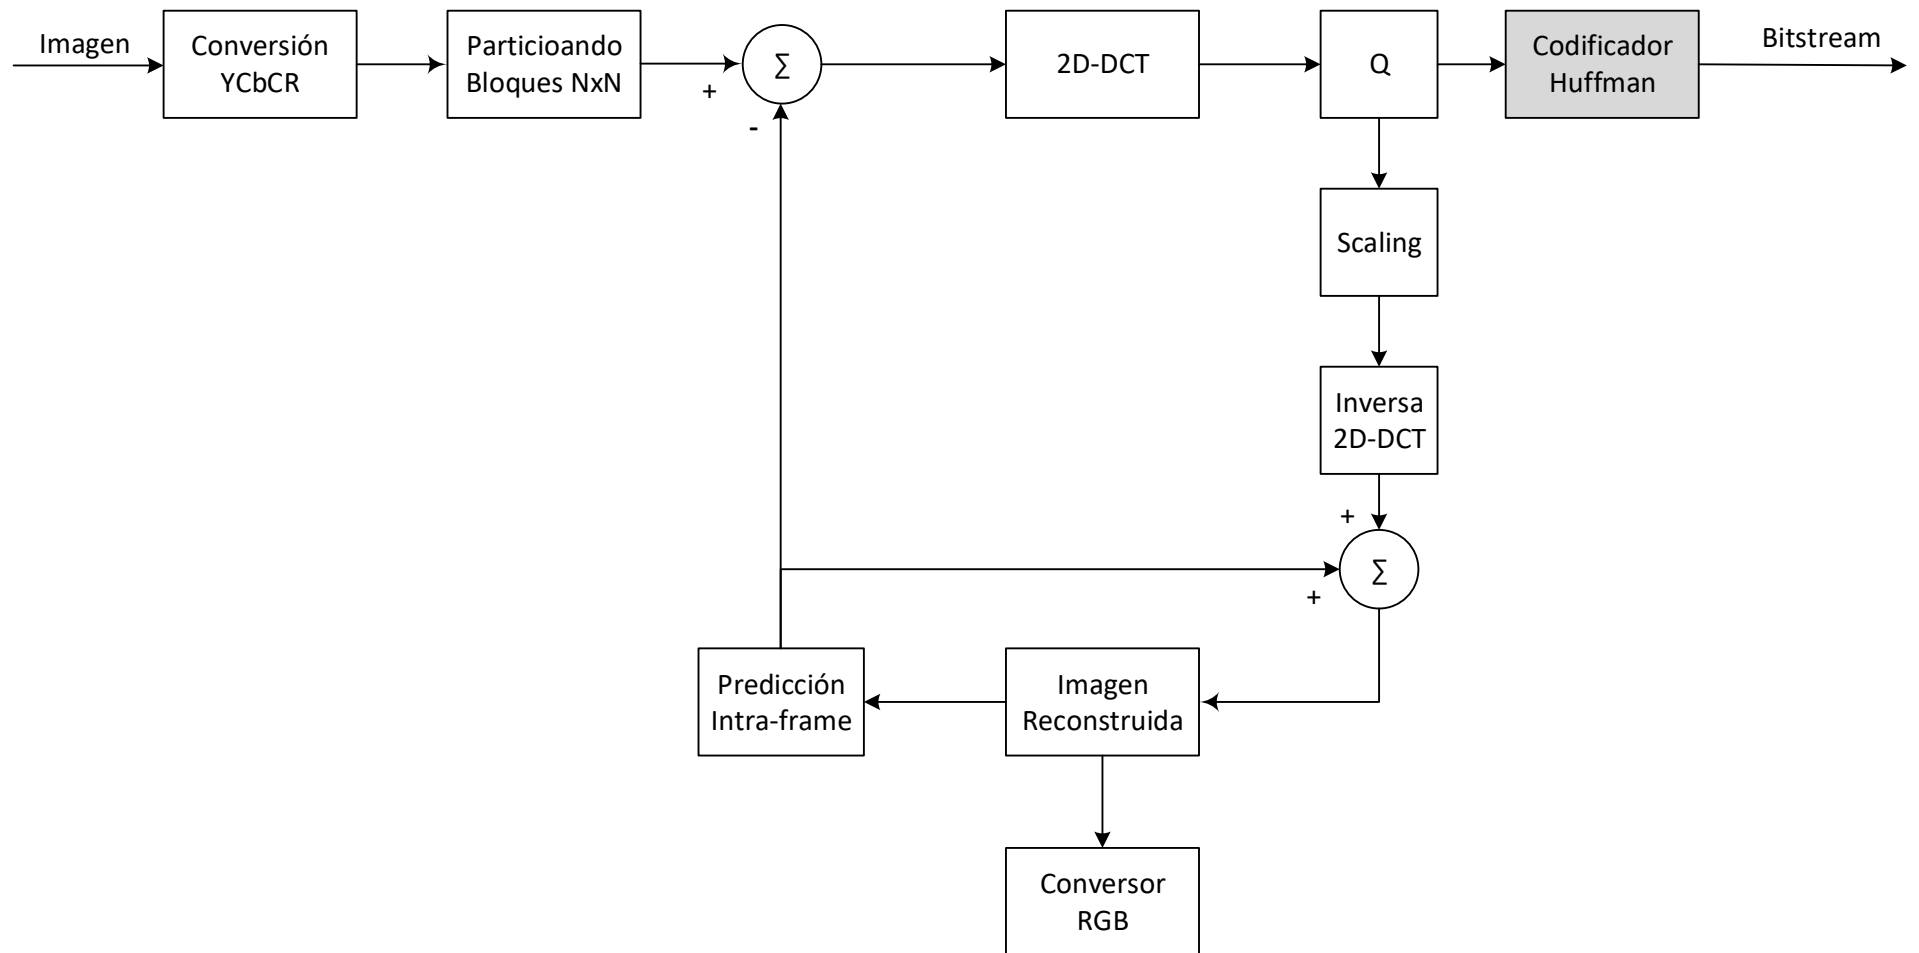 Imagen
Conversión
YCbCR
Particioando
Bloques NxN
+
-
∑
2D-DCT
Q
Codificador
Huffman
Bitstream
Scaling
Inversa
2D-DCT
+
+
∑
Predicción
Intra-frame
Imagen
Reconstruida
Conversor
RGB